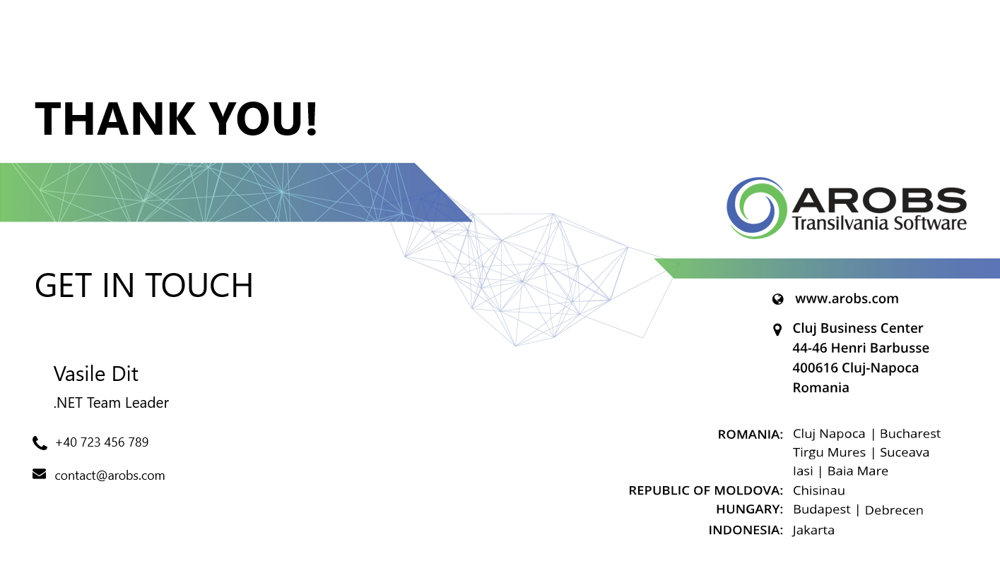 THANK YOU!
GET IN TOUCH
Vasile Dit
.NET Team Leader
+40 723 456 789
contact@arobs.com
AROBS
Transilvania Software
www.arobs.com
Cluj Business Center
44-46 Henri Barbusse
400616 Cluj-Napoca
Romania
ROMANIA: Cluj Napoca | Bucharest
Tirgu Mures | Suceava
Iasi | Baia Mare
REPUBLIC OF MOLDOVA: Chisinau
HUNGARY: Budapest | Debrecen
INDONESIA: Jakarta